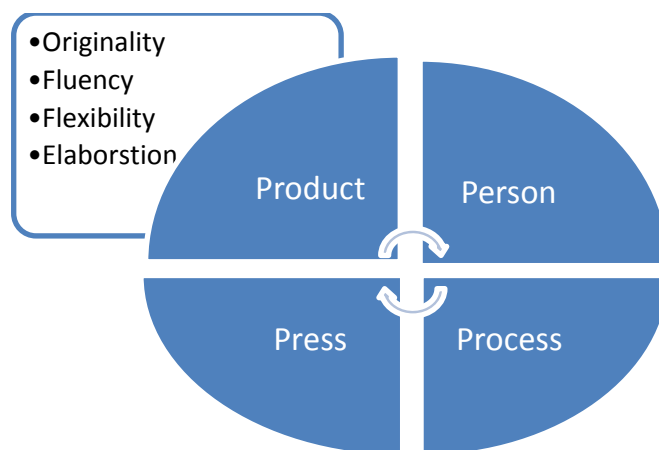 •Originality
•Fluency
•Flexibility
•Elaborstion
Product
Person
Press
Process